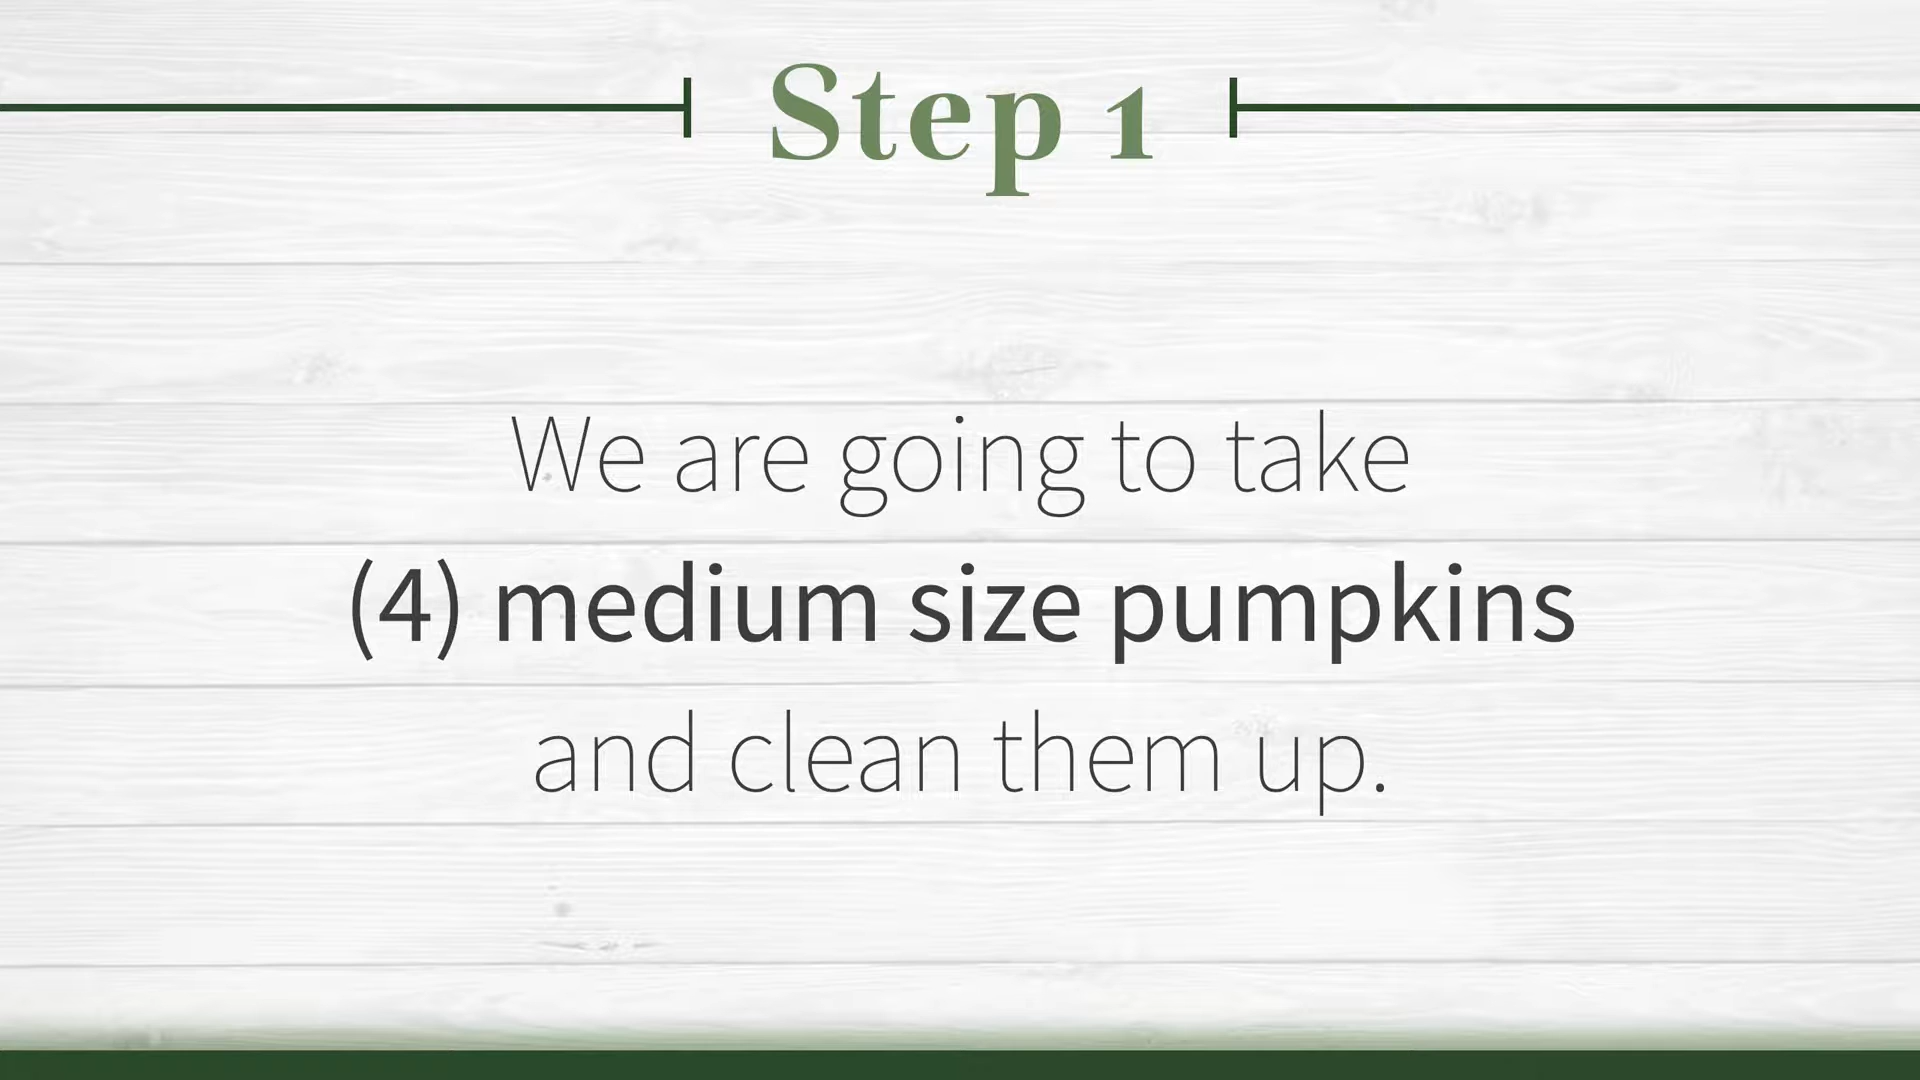 Step 1
We are going to take
(4) medium size pumpkins
and clean them up.